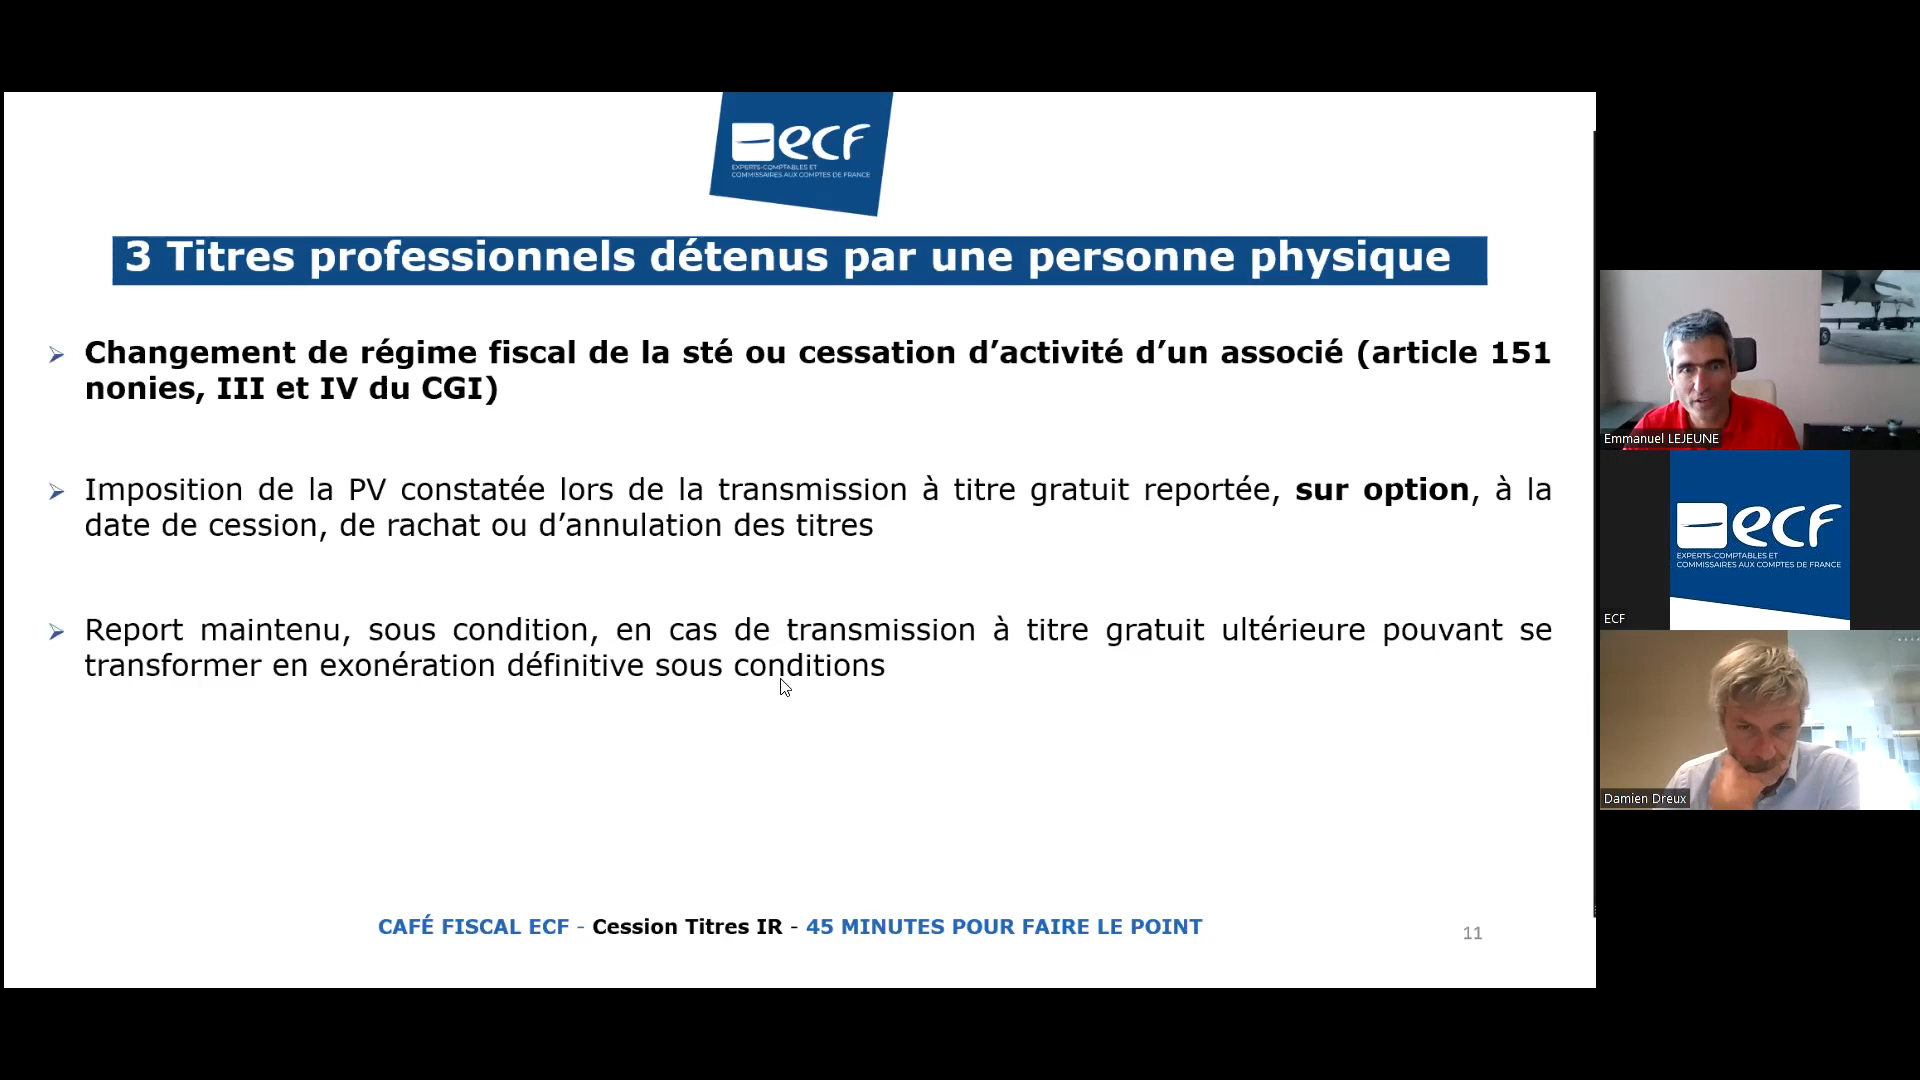 ecf
EXPERTS-COMPTABLES ET
COMMISSAIRES AUX COMPTES DE FRANCE
3 Titres professionnels détenus par une personne physique
Changement de régime fiscal de la sté ou cessation d’activité d’un associé (article 151
nonies, III et IV du CGI)
Imposition de la PV constatée lors de la transmission à titre gratuit reportée, sur option, à la
date de cession, de rachat ou d’annulation des titres
Report maintenu, sous condition, en cas de transmission à titre gratuit ultérieure pouvant se
transformer en exonération définitive sous conditions
CAFÉ FISCAL ECF - Cession Titres IR - 45 MINUTES POUR FAIRE LE POINT
11
Emmanuel LEJEUNE
ecf
EXPERTS-COMPTABLES ET
COMMISSAIRES AUX COMPTES DE FRANCE
ECF
Damien Dreux